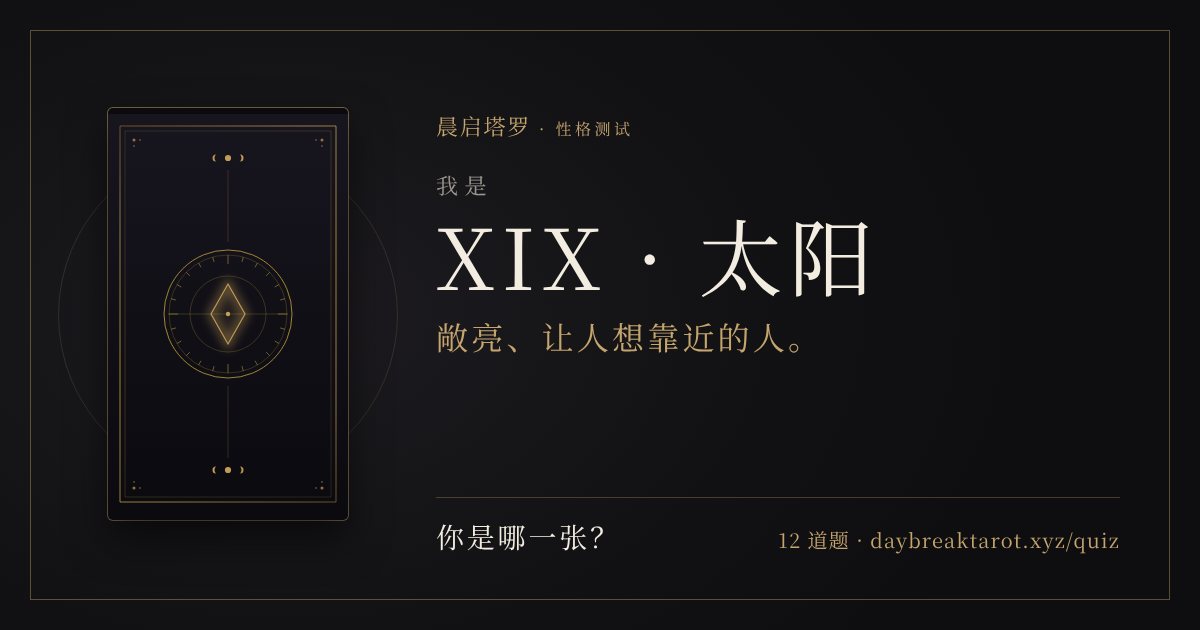 晨启塔罗 · 性格测试
我是
XIX · 太阳
敞亮、让人想靠近的人。
你是哪一张？
12 道题 · daybreaktarot.xyz/quiz